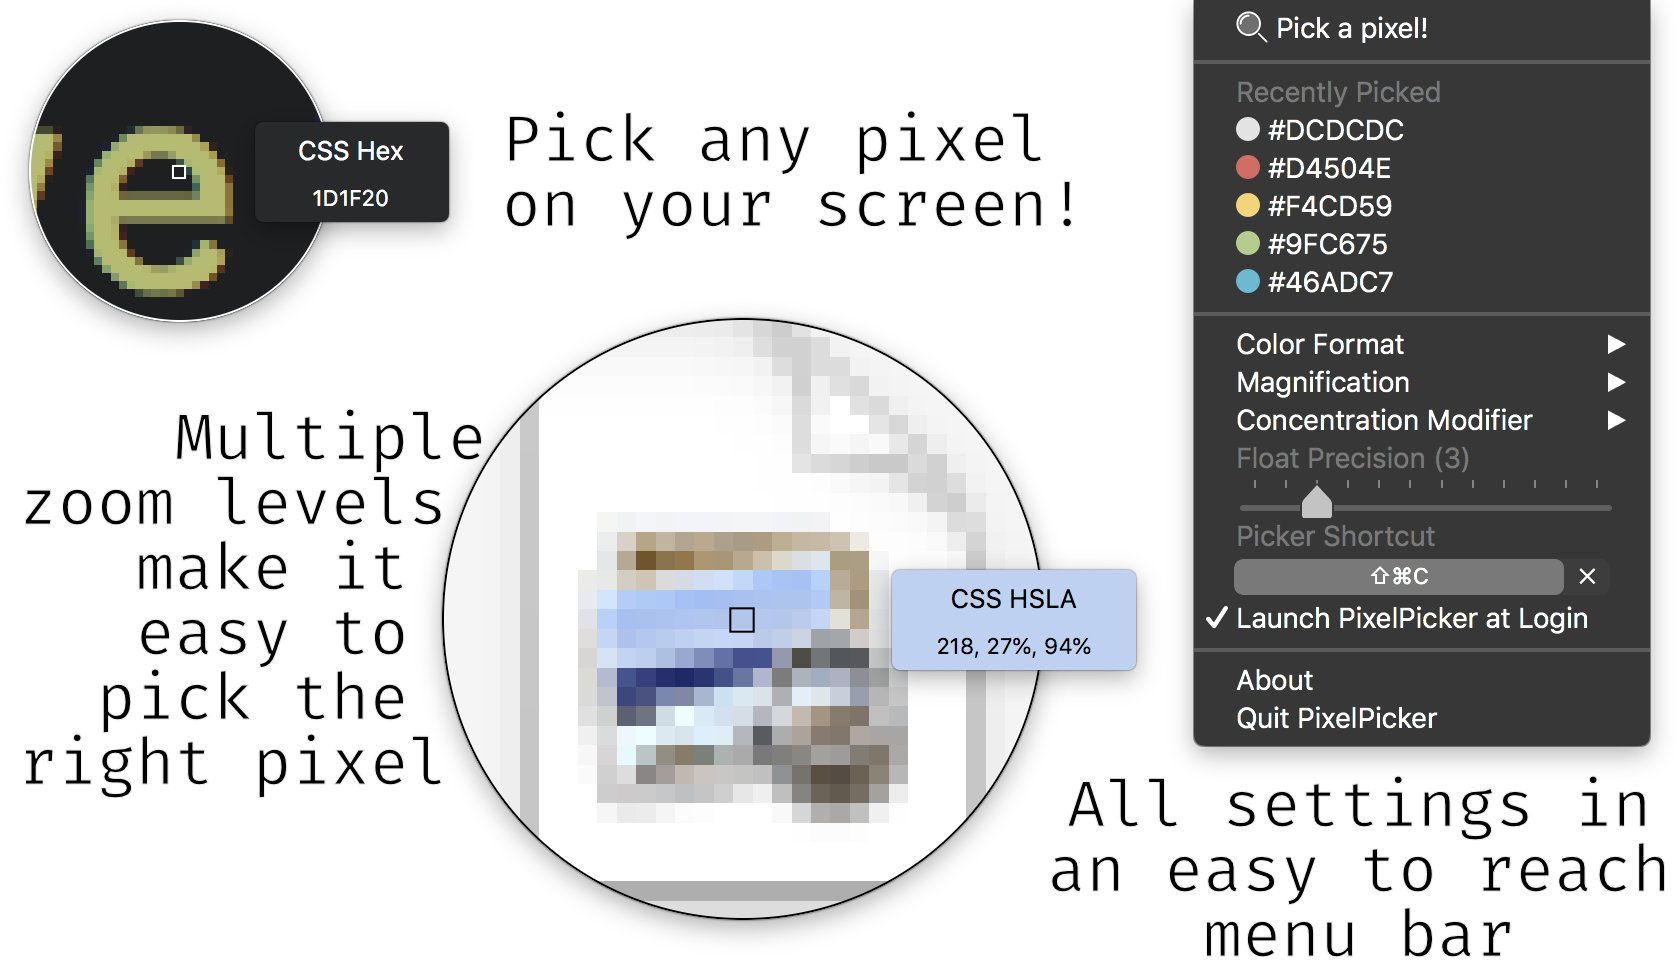 e
CSS Hex
1D1F20
Pick any pixel
on your screen!
Multiple
zoom levels
make it
easy to
pick the
right pixel
CSS HSLA
218, 27%, 94%
Pick a pixel!
Recently Picked
#DCDCDC
#D4504E
#F4CD59
#9FC675
#46ADC7
Color Format
Magnification
Concentration Modifier
Float Precision (3)
Picker Shortcut
⇧⌘C
Launch PixelPicker at Login
About
Quit PixelPicker
All settings in
an easy to reach
menu bar